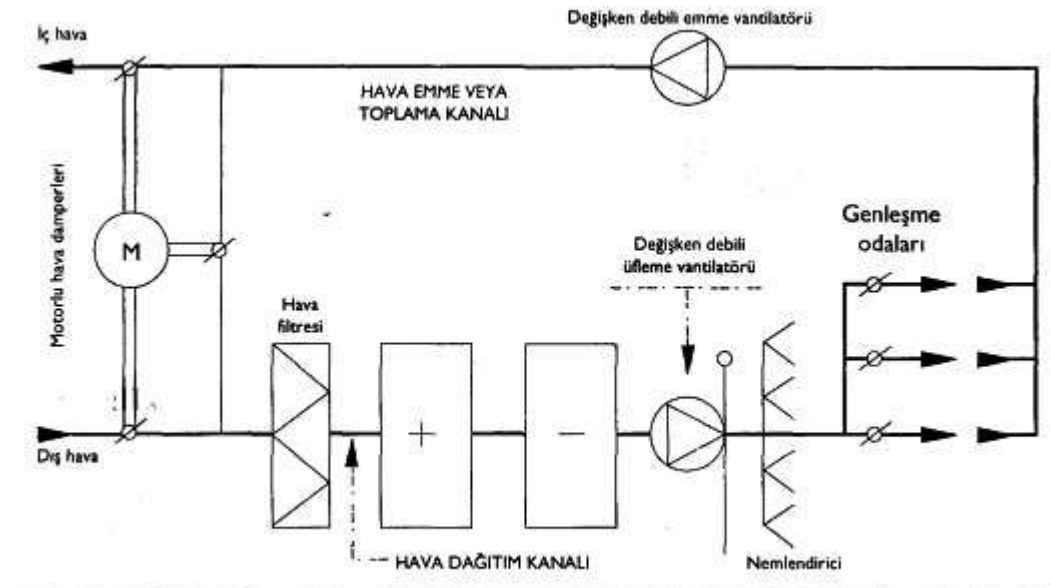 Değişken debili emme vantilatörü
İç hava
HAVA EMME VEYA
TOPLAMA KANALI
Motorlu hava damperleri
M
Genleşme
odaları
Değişken debili
üfleme vantilatörü
Hava
filtresi
+
−
Dış hava
HAVA DAĞITIM KANALI
Nemlendirici